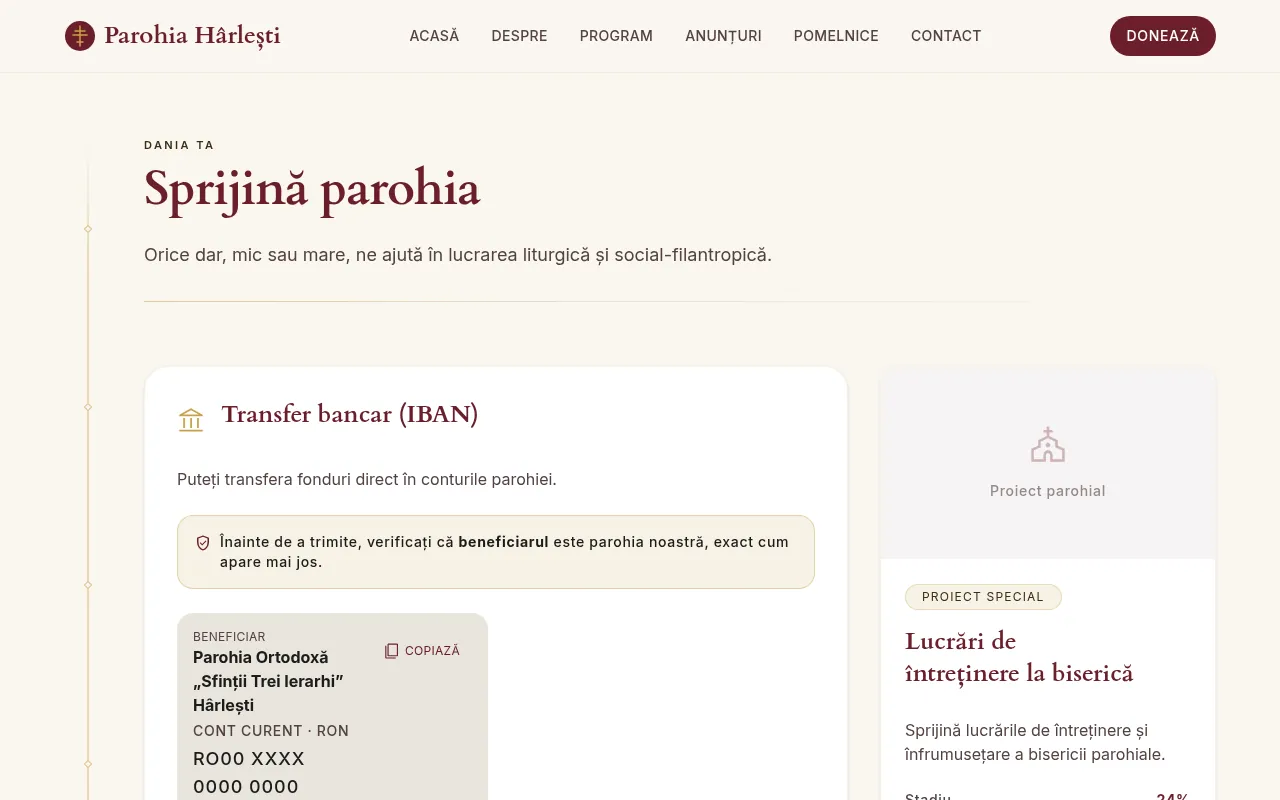 Parohia Hârlești
ACASĂ DESPRE PROGRAM ANUNȚURI POMELNICE CONTACT
DONEAZĂ
DANIA TA
Sprijină parohia
Orice dar, mic sau mare, ne ajută în lucrarea liturgică și social-filantropică.
Transfer bancar (IBAN)
Puteți transfera fonduri direct în conturile parohiei.
Înainte de a trimite, verificați că beneficiarul este parohia noastră, exact cum
apare mai jos.
BENEFICIAR
Parohia Ortodoxă
„Sfinții Trei Ierarhi”
Hârlești
COPIAZĂ
CONT CURENT · RON
RO00 XXXX
0000 0000
Proiect parohial
PROIECT SPECIAL
Lucrări de
întreținere la biserică
Sprijină lucrările de întreținere și
înfrumusețare a bisericii parohiale.
Stadiu 24%